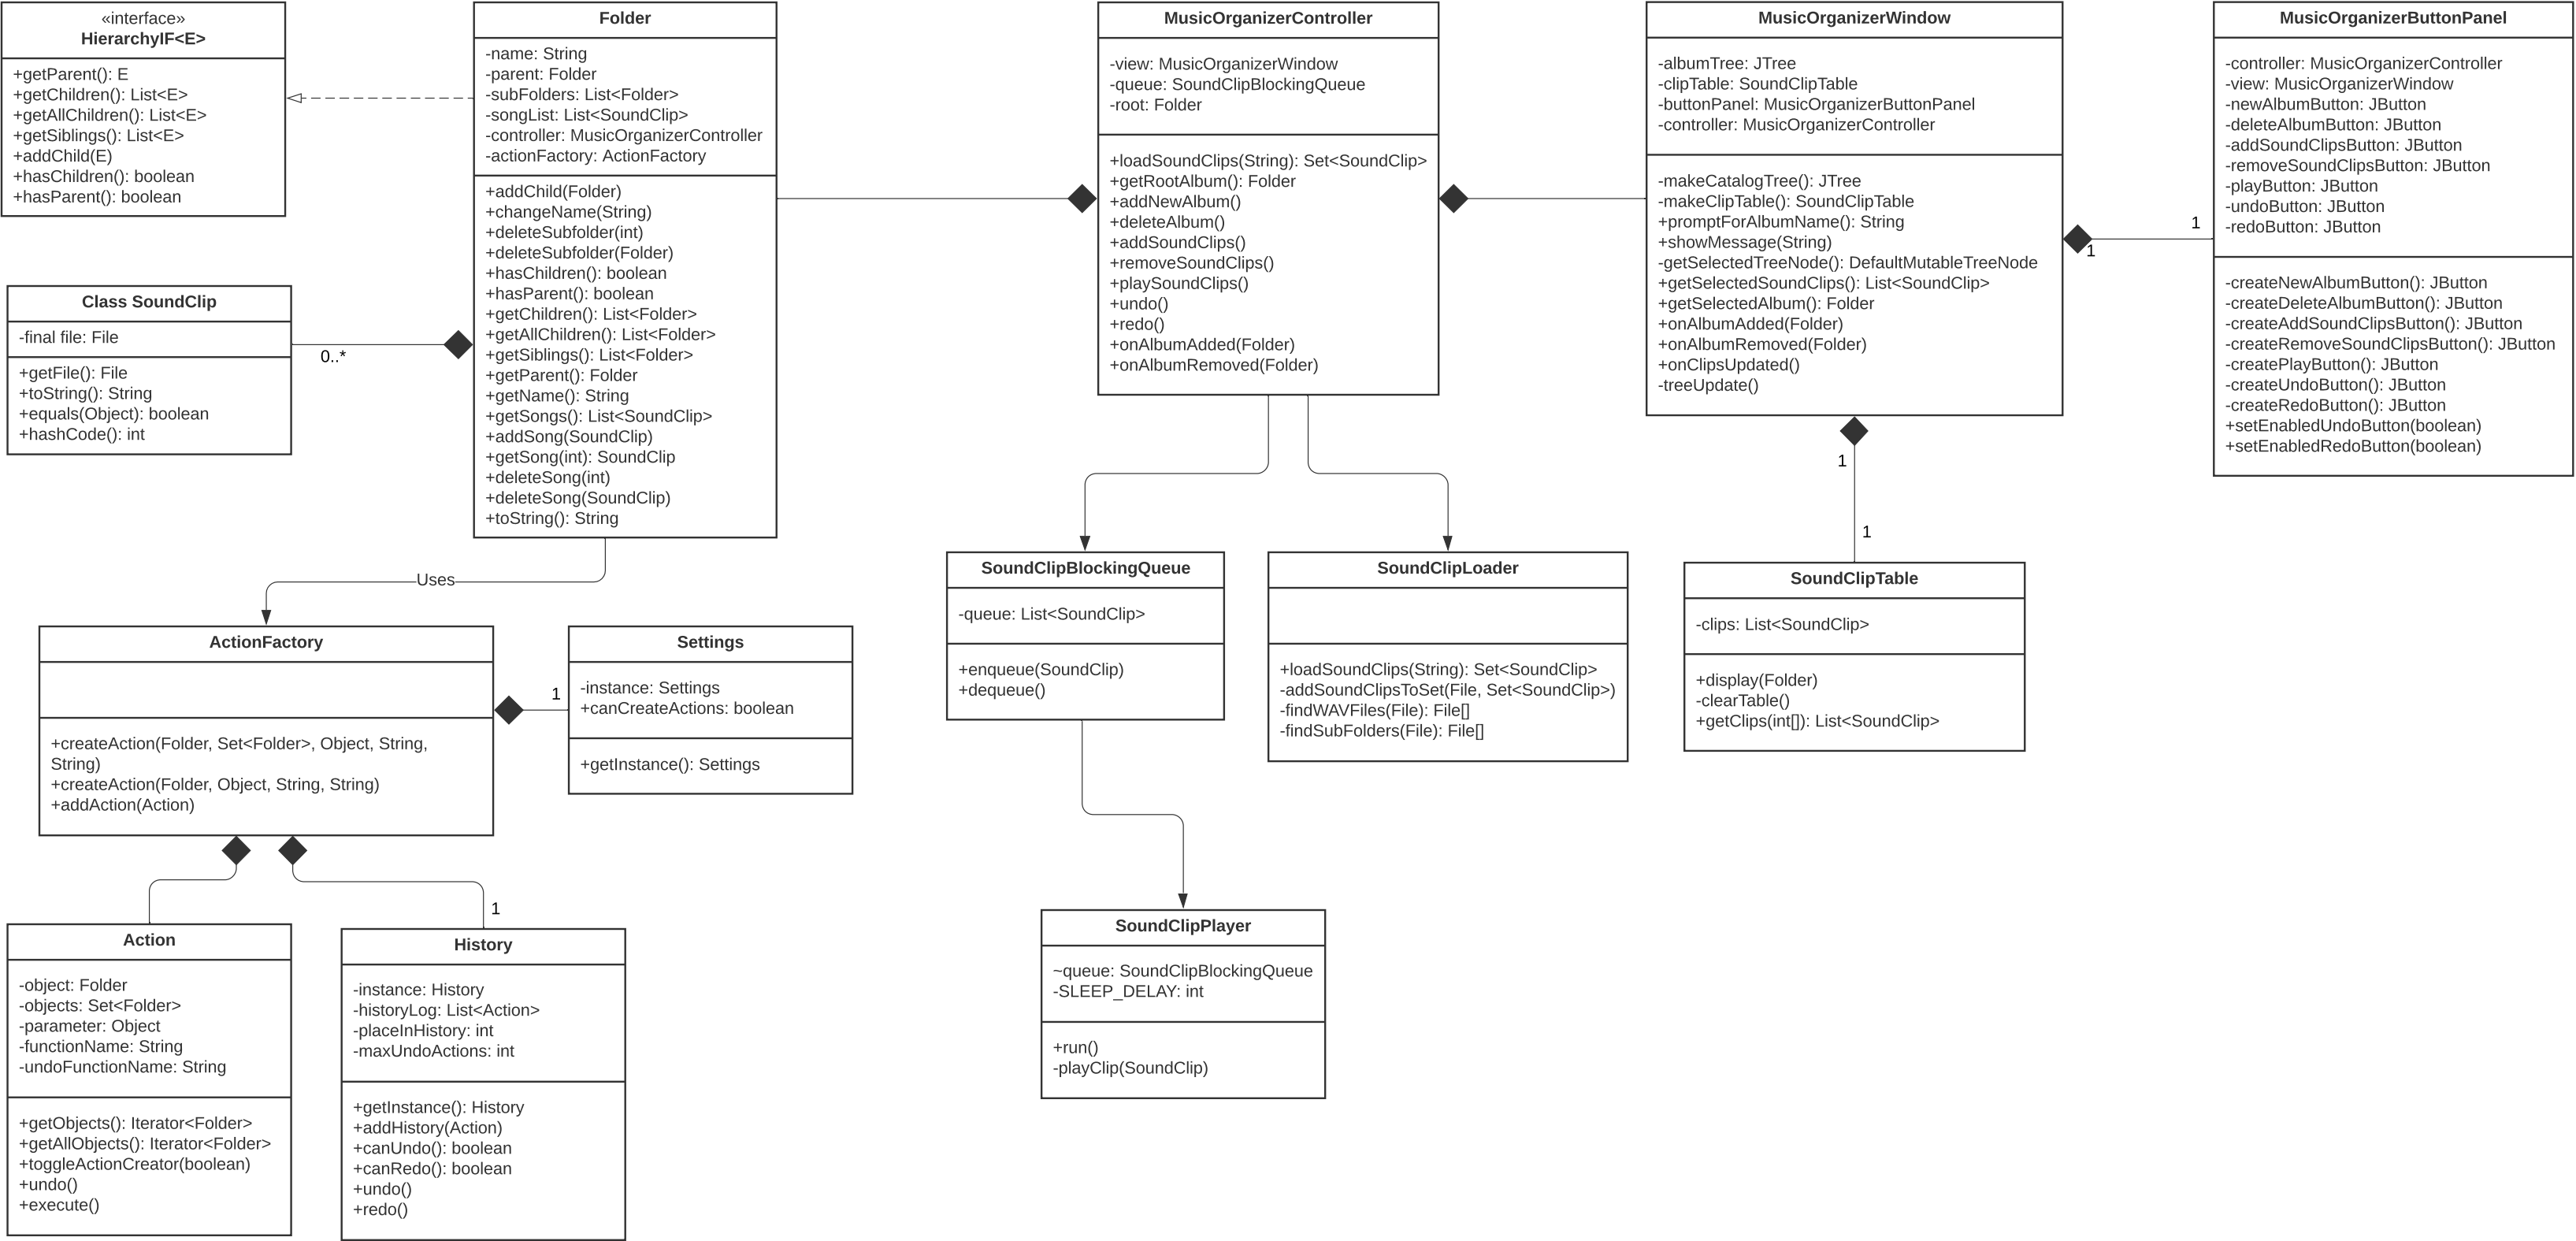 «interface»
HierarchyIF<E>
+getParent(): E
+getChildren(): List<E>
+getAllChildren(): List<E>
+getSiblings(): List<E>
+addChild(E)
+hasChildren(): boolean
+hasParent(): boolean
Class SoundClip
-final file: File
+getFile(): File
+toString(): String
+equals(Object): boolean
+hashCode(): int
0..*
Folder
-name: String
-parent: Folder
-subFolders: List<Folder>
-songList: List<SoundClip>
-controller: MusicOrganizerController
-actionFactory: ActionFactory
+addChild(Folder)
+changeName(String)
+deleteSubfolder(int)
+deleteSubfolder(Folder)
+hasChildren(): boolean
+hasParent(): boolean
+getChildren(): List<Folder>
+getAllChildren(): List<Folder>
+getSiblings(): List<Folder>
+getParent(): Folder
+getName(): String
+getSongs(): List<SoundClip>
+addSong(SoundClip)
+getSong(int): SoundClip
+deleteSong(int)
+deleteSong(SoundClip)
+toString(): String
MusicOrganizerController
-view: MusicOrganizerWindow
-queue: SoundClipBlockingQueue
-root: Folder
+loadSoundClips(String): Set<SoundClip>
+getRootAlbum(): Folder
+addNewAlbum()
+deleteAlbum()
+addSoundClips()
+removeSoundClips()
+playSoundClips()
+undo()
+redo()
+onAlbumAdded(Folder)
+onAlbumRemoved(Folder)
MusicOrganizerWindow
-albumTree: JTree
-clipTable: SoundClipTable
-buttonPanel: MusicOrganizerButtonPanel
-controller: MusicOrganizerController
-makeCatalogTree(): JTree
-makeClipTable(): SoundClipTable
+promptForAlbumName(): String
+showMessage(String)
-getSelectedTreeNode(): DefaultMutableTreeNode
+getSelectedSoundClips(): List<SoundClip>
+getSelectedAlbum(): Folder
+onAlbumAdded(Folder)
+onAlbumRemoved(Folder)
+onClipsUpdated()
-treeUpdate()
1
1
MusicOrganizerButtonPanel
-controller: MusicOrganizerController
-view: MusicOrganizerWindow
-newAlbumButton: JButton
-deleteAlbumButton: JButton
-addSoundClipsButton: JButton
-removeSoundClipsButton: JButton
-playButton: JButton
-undoButton: JButton
-redoButton: JButton
-createNewAlbumButton(): JButton
-createDeleteAlbumButton(): JButton
-createAddSoundClipsButton(): JButton
-createRemoveSoundClipsButton(): JButton
-createPlayButton(): JButton
-createUndoButton(): JButton
-createRedoButton(): JButton
+setEnabledUndoButton(boolean)
+setEnabledRedoButton(boolean)
1
1
Uses
ActionFactory
+createAction(Folder, Set<Folder>, Object, String,
String)
+createAction(Folder, Object, String, String)
+addAction(Action)
1
Settings
-instance: Settings
+canCreateActions: boolean
+getInstance(): Settings
SoundClipBlockingQueue
-queue: List<SoundClip>
+enqueue(SoundClip)
+dequeue()
SoundClipLoader
+loadSoundClips(String): Set<SoundClip>
-addSoundClipsToSet(File, Set<SoundClip>)
-findWAVFiles(File): File[]
-findSubFolders(File): File[]
SoundClipTable
-clips: List<SoundClip>
+display(Folder)
-clearTable()
+getClips(int[]): List<SoundClip>
1
Action
-object: Folder
-objects: Set<Folder>
-parameter: Object
-functionName: String
-undoFunctionName: String
+getObjects(): Iterator<Folder>
+getAllObjects(): Iterator<Folder>
+toggleActionCreator(boolean)
+undo()
+execute()
History
-instance: History
-historyLog: List<Action>
-placeInHistory: int
-maxUndoActions: int
+getInstance(): History
+addHistory(Action)
+canUndo(): boolean
+canRedo(): boolean
+undo()
+redo()
SoundClipPlayer
~queue: SoundClipBlockingQueue
-SLEEP_DELAY: int
+run()
-playClip(SoundClip)